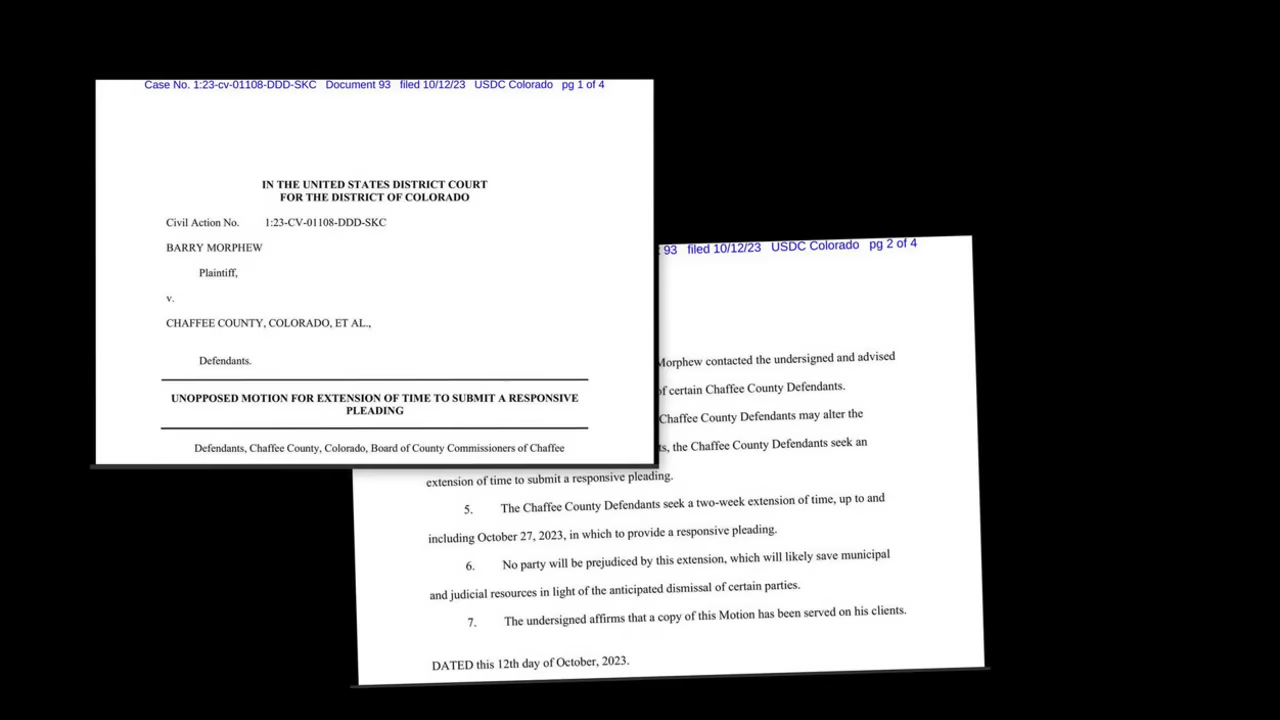 Case No. 1:23-cv-01108-DDD-SKC Document 93 filed 10/12/23 USDC Colorado pg 1 of 4
IN THE UNITED STATES DISTRICT COURT
FOR THE DISTRICT OF COLORADO
Civil Action No. 1:23-CV-01108-DDD-SKC
BARRY MORPHEW
Plaintiff,
v.
CHAFFEE COUNTY, COLORADO, ET AL.,
Defendants.
UNOPPOSED MOTION FOR EXTENSION OF TIME TO SUBMIT A RESPONSIVE
PLEADING
Defendants, Chaffee County, Colorado, Board of County Commissioners of Chaffee
93 filed 10/12/23 USDC Colorado pg 2 of 4
Morphew contacted the undersigned and advised
of certain Chaffee County Defendants.
Chaffee County Defendants may alter the
ts, the Chaffee County Defendants seek an
extension of time to submit a responsive pleading.
5. The Chaffee County Defendants seek a two-week extension of time, up to and
including October 27, 2023, in which to provide a responsive pleading.
6. No party will be prejudiced by this extension, which will likely save municipal
and judicial resources in light of the anticipated dismissal of certain parties.
7. The undersigned affirms that a copy of this Motion has been served on his clients.
DATED this 12th day of October, 2023.